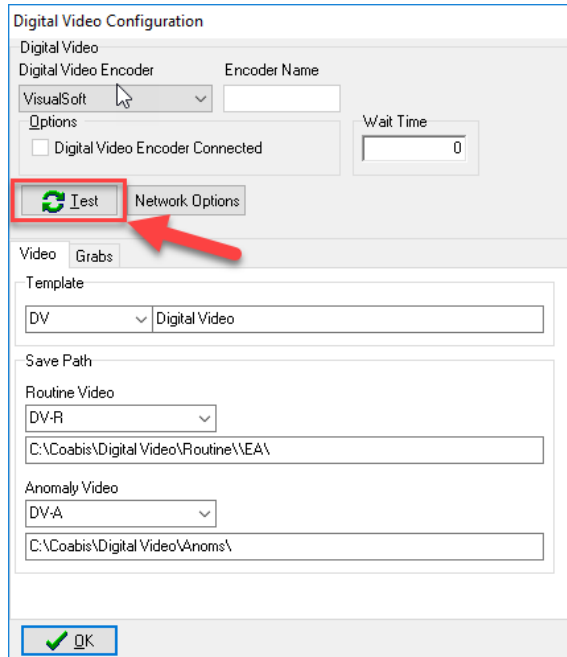 Digital Video Configuration
Digital Video
Digital Video Encoder Encoder Name
VisualSoft
Options Wait Time
Digital Video Encoder Connected 0
Test Network Options
Video Grabs
Template
DV Digital Video
Save Path
Routine Video
DV-R
C:\Coabis\Digital Video\Routine\\EA\
Anomaly Video
DV-A
C:\Coabis\Digital Video\Anoms\
OK